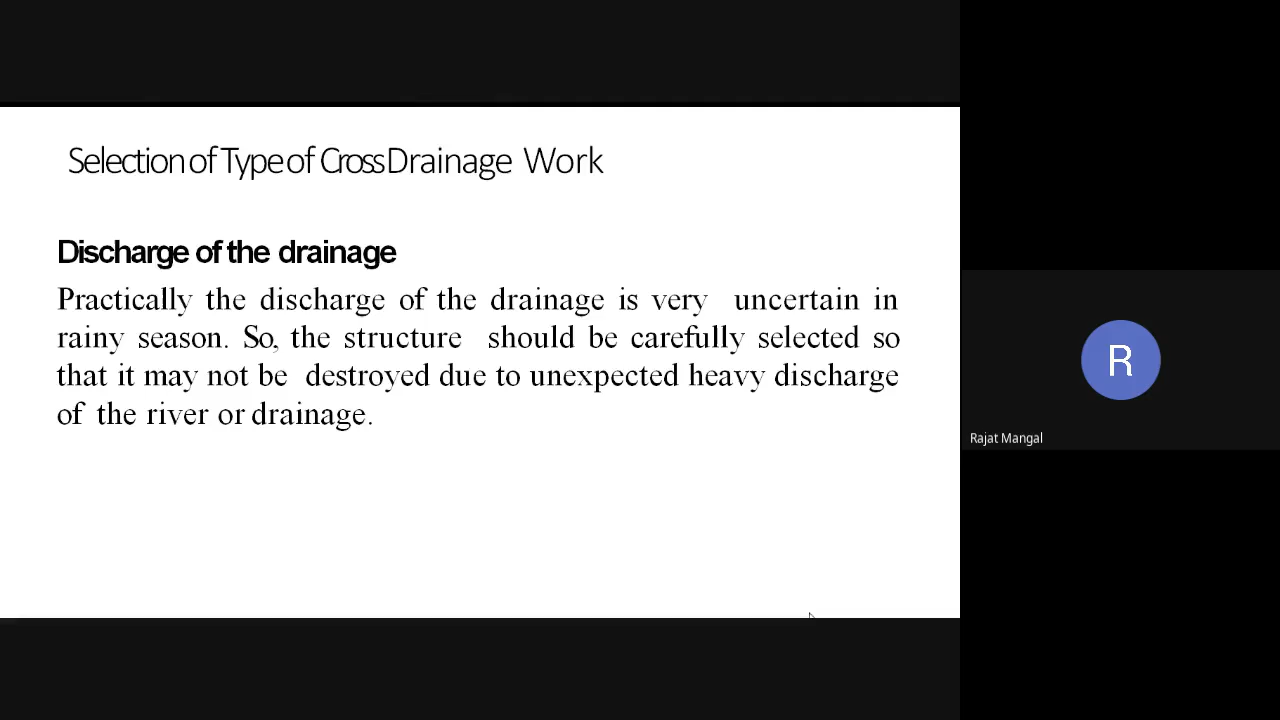 Selection of Type of Cross Drainage Work
Discharge of the drainage
Practically the discharge of the drainage is very uncertain in
rainy season. So, the structure should be carefully selected so
that it may not be destroyed due to unexpected heavy discharge
of the river or drainage.
R
Rajat Mangal